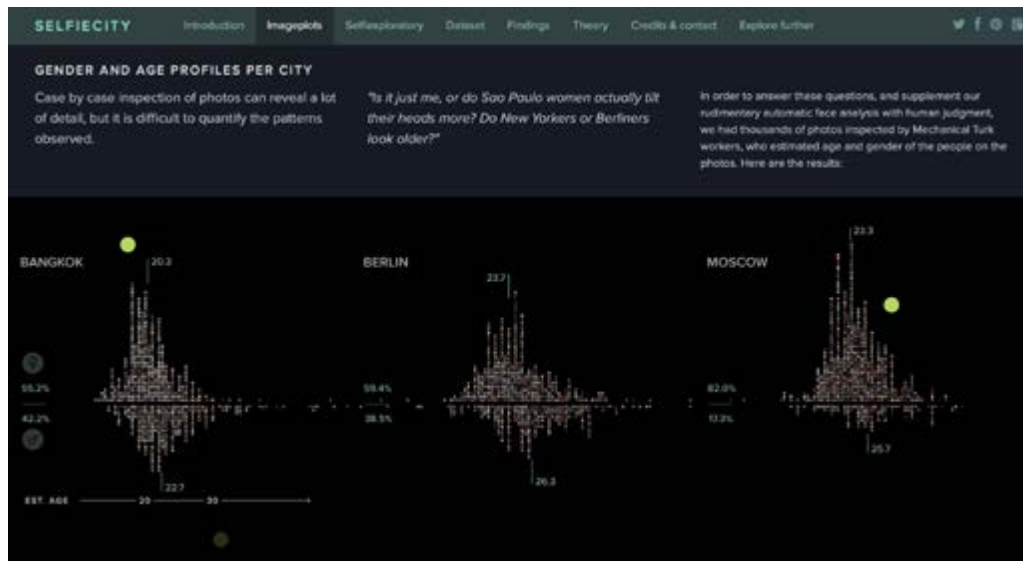 SELFIECITY
Introduction
Imageplots
Selfiexploratory
Dataset
Findings
Theory
Credits & contact
Explore further
GENDER AND AGE PROFILES PER CITY
Case by case inspection of photos can reveal a lot
of detail, but it is difficult to quantify the patterns
observed.
"Is it just me, or do Sao Paulo women actually tilt
their heads more? Do New Yorkers or Berliners
look older?"
In order to answer these questions, and supplement our
rudimentary automatic face analysis with human judgment,
we had thousands of photos inspected by Mechanical Turk
workers, who estimated age and gender of the people on the
photos. Here are the results:
BANGKOK
20.3
55.2%
42.2%
22.7
EST. AGE
20
30
BERLIN
23.7
59.4%
38.5%
26.3
MOSCOW
23.3
82.0%
17.3%
25.7